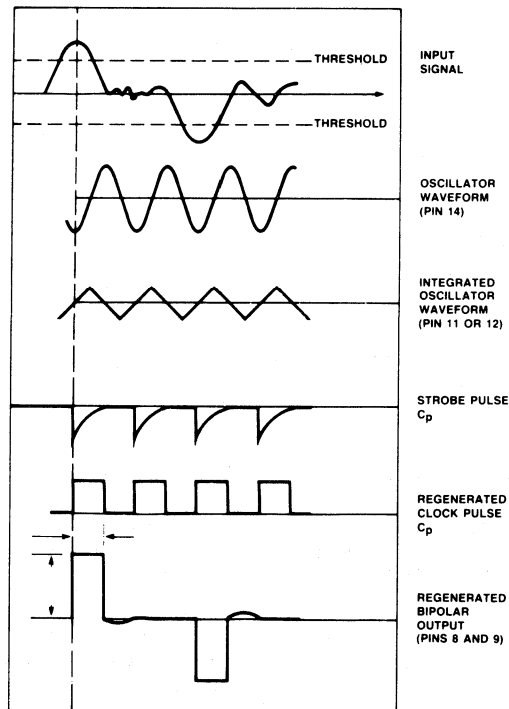 THRESHOLD
INPUT
SIGNAL
THRESHOLD
OSCILLATOR
WAVEFORM
(PIN 14)
INTEGRATED
OSCILLATOR
WAVEFORM
(PIN 11 OR 12)
STROBE PULSE
Cp
REGENERATED
CLOCK PULSE
Cp
REGENERATED
BIPOLAR
OUTPUT
(PINS 8 AND 9)